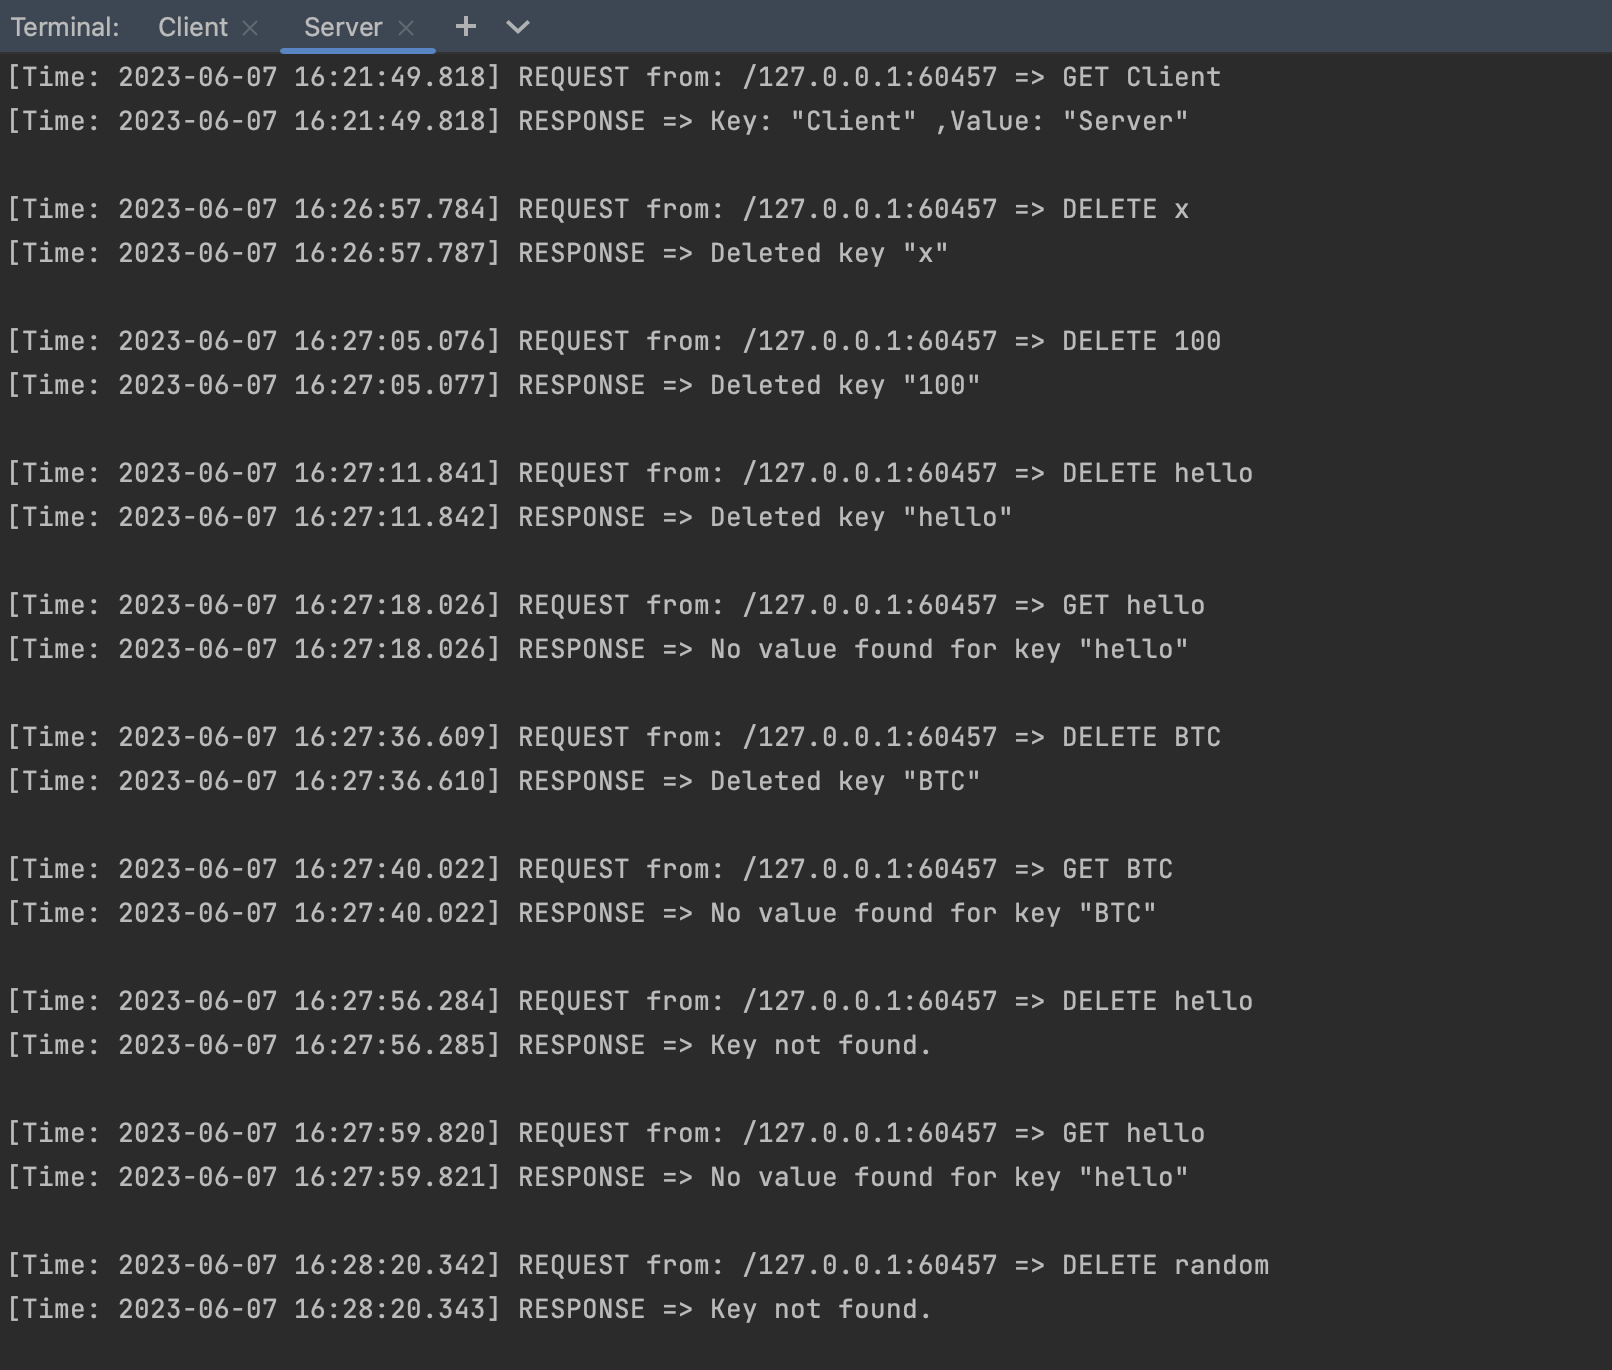 Terminal: Client Server
[Time: 2023-06-07 16:21:49.818] REQUEST from: /127.0.0.1:60457 => GET Client
[Time: 2023-06-07 16:21:49.818] RESPONSE => Key: "Client" ,Value: "Server"
[Time: 2023-06-07 16:26:57.784] REQUEST from: /127.0.0.1:60457 => DELETE x
[Time: 2023-06-07 16:26:57.787] RESPONSE => Deleted key "x"
[Time: 2023-06-07 16:27:05.076] REQUEST from: /127.0.0.1:60457 => DELETE 100
[Time: 2023-06-07 16:27:05.077] RESPONSE => Deleted key "100"
[Time: 2023-06-07 16:27:11.841] REQUEST from: /127.0.0.1:60457 => DELETE hello
[Time: 2023-06-07 16:27:11.842] RESPONSE => Deleted key "hello"
[Time: 2023-06-07 16:27:18.026] REQUEST from: /127.0.0.1:60457 => GET hello
[Time: 2023-06-07 16:27:18.026] RESPONSE => No value found for key "hello"
[Time: 2023-06-07 16:27:36.609] REQUEST from: /127.0.0.1:60457 => DELETE BTC
[Time: 2023-06-07 16:27:36.610] RESPONSE => Deleted key "BTC"
[Time: 2023-06-07 16:27:40.022] REQUEST from: /127.0.0.1:60457 => GET BTC
[Time: 2023-06-07 16:27:40.022] RESPONSE => No value found for key "BTC"
[Time: 2023-06-07 16:27:56.284] REQUEST from: /127.0.0.1:60457 => DELETE hello
[Time: 2023-06-07 16:27:56.285] RESPONSE => Key not found.
[Time: 2023-06-07 16:27:59.820] REQUEST from: /127.0.0.1:60457 => GET hello
[Time: 2023-06-07 16:27:59.821] RESPONSE => No value found for key "hello"
[Time: 2023-06-07 16:28:20.342] REQUEST from: /127.0.0.1:60457 => DELETE random
[Time: 2023-06-07 16:28:20.343] RESPONSE => Key not found.